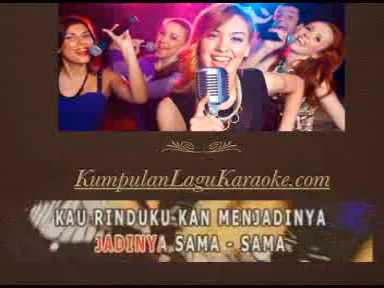 KumpulanLaguKaraoke.com
KAU RINDUKU KAN MENJADINYA
JADINYA SAMA - SAMA